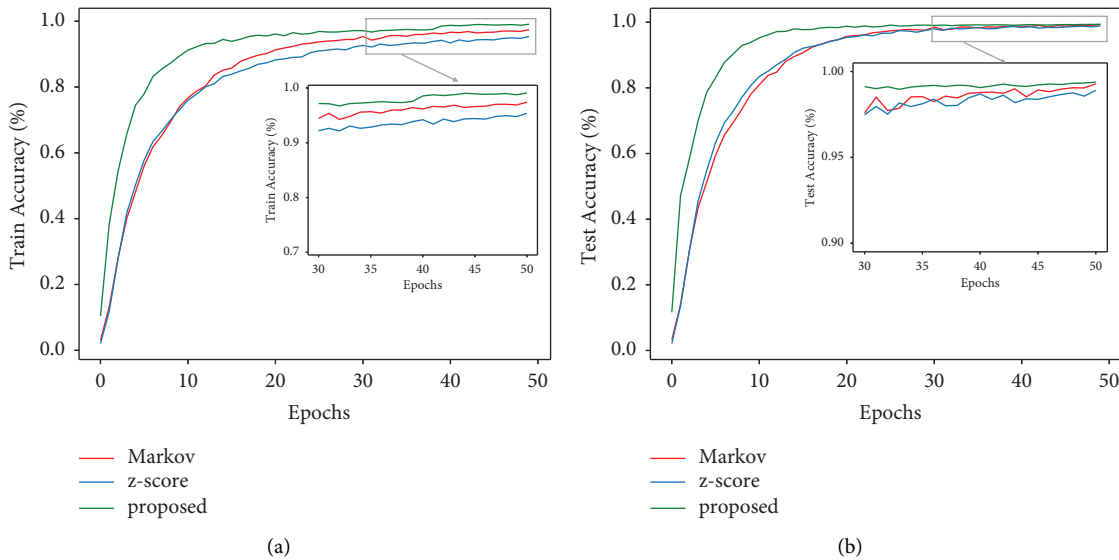 1.0
0.8
0.6
0.4
0.2
0.0
Train Accuracy (%)
0 10 20 30 40 50
Epochs
1.0
0.9
0.8
0.7
Train Accuracy (%)
30 35 40 45 50
Epochs
Markov
z-score
proposed
(a)
1.0
0.8
0.6
0.4
0.2
0.0
Test Accuracy (%)
0 10 20 30 40 50
Epochs
1.00
0.95
0.90
Test Accuracy (%)
30 35 40 45 50
Epochs
Markov
z-score
proposed
(b)